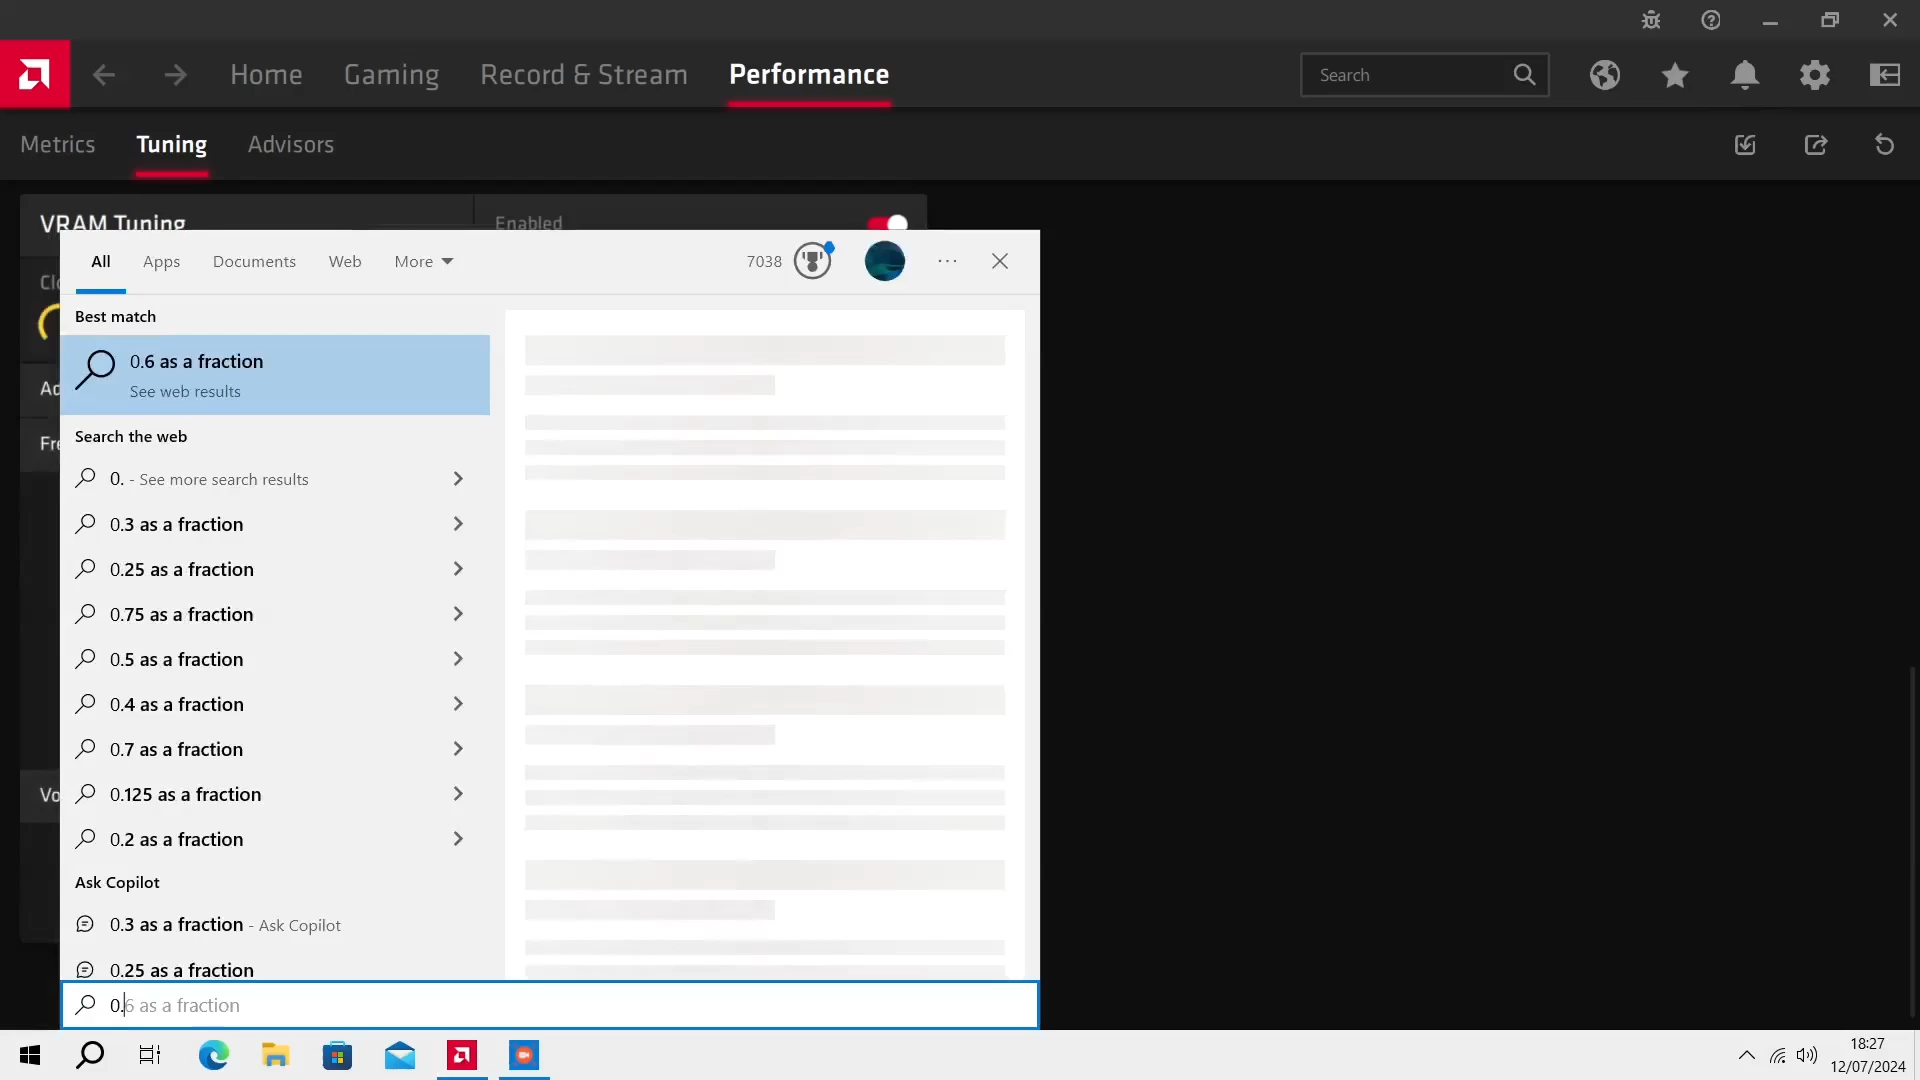 Home Gaming Record & Stream Performance Search
Metrics Tuning Advisors
VRAM Tuning Enabled
All Apps Documents Web More 7038
Best match
0.6 as a fraction
See web results
Search the web
0. - See more search results
0.3 as a fraction
0.25 as a fraction
0.75 as a fraction
0.5 as a fraction
0.4 as a fraction
0.7 as a fraction
0.125 as a fraction
0.2 as a fraction
Ask Copilot
0.3 as a fraction - Ask Copilot
0.25 as a fraction
0.6 as a fraction
18:27
12/07/2024